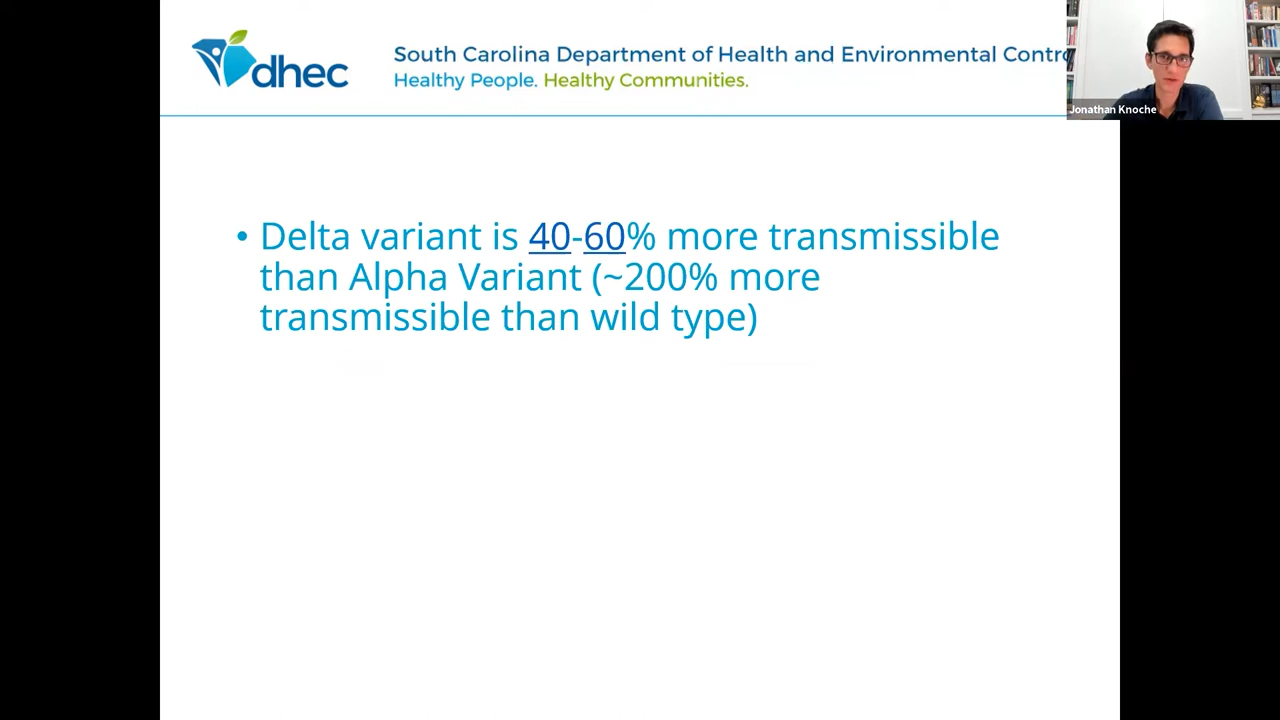 dhec
South Carolina Department of Health and Environmental Contro
Healthy People. Healthy Communities.
Jonathan Knoche
• Delta variant is 40-60% more transmissible
than Alpha Variant (~200% more
transmissible than wild type)